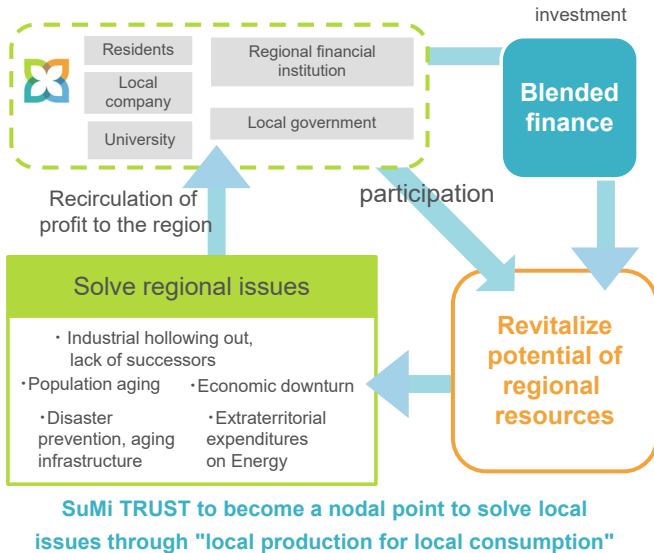 investment
Residents
Regional financial
institution
Local
company
University
Local government
Blended
finance
Recirculation of
profit to the region
participation
Solve regional issues
・Industrial hollowing out,
lack of successors
・Population aging
・Economic downturn
・Disaster
prevention, aging
infrastructure
・Extraterritorial
expenditures
on Energy
Revitalize
potential of
regional
resources
SuMi TRUST to become a nodal point to solve local
issues through "local production for local consumption"